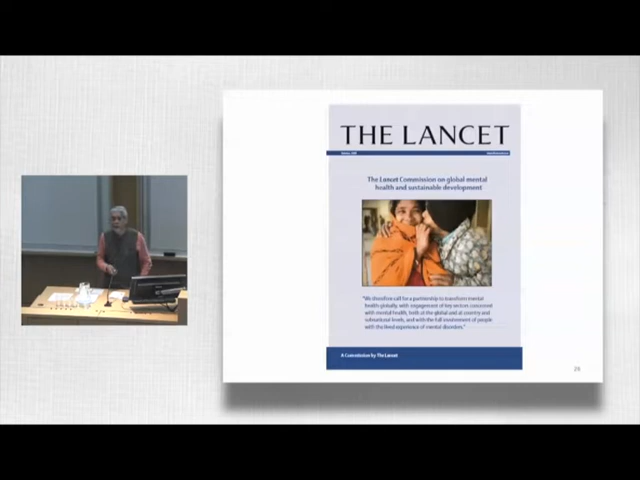 THE LANCET
The Lancet Commission on global mental
health and sustainable development
"We therefore call for a partnership to transform mental
health globally, with engagement of key sectors concerned
with mental health, both at the global and at country and
subnational levels, and with the full involvement of people
with the lived experience of mental disorders."
A Commission by The Lancet
25